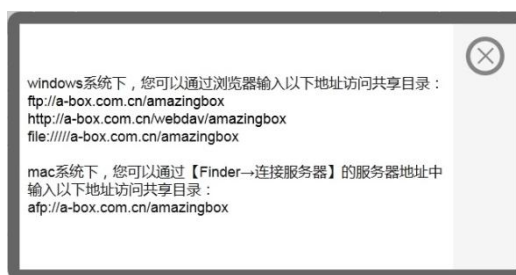 windows系统下，您可以通过浏览器输入以下地址访问共享目录：
ftp://a-box.com.cn/amazingbox
http://a-box.com.cn/webdav/amazingbox
file://///a-box.com.cn/amazingbox
mac系统下，您可以通过【Finder→连接服务器】的服务器地址中
输入以下地址访问共享目录：
afp://a-box.com.cn/amazingbox